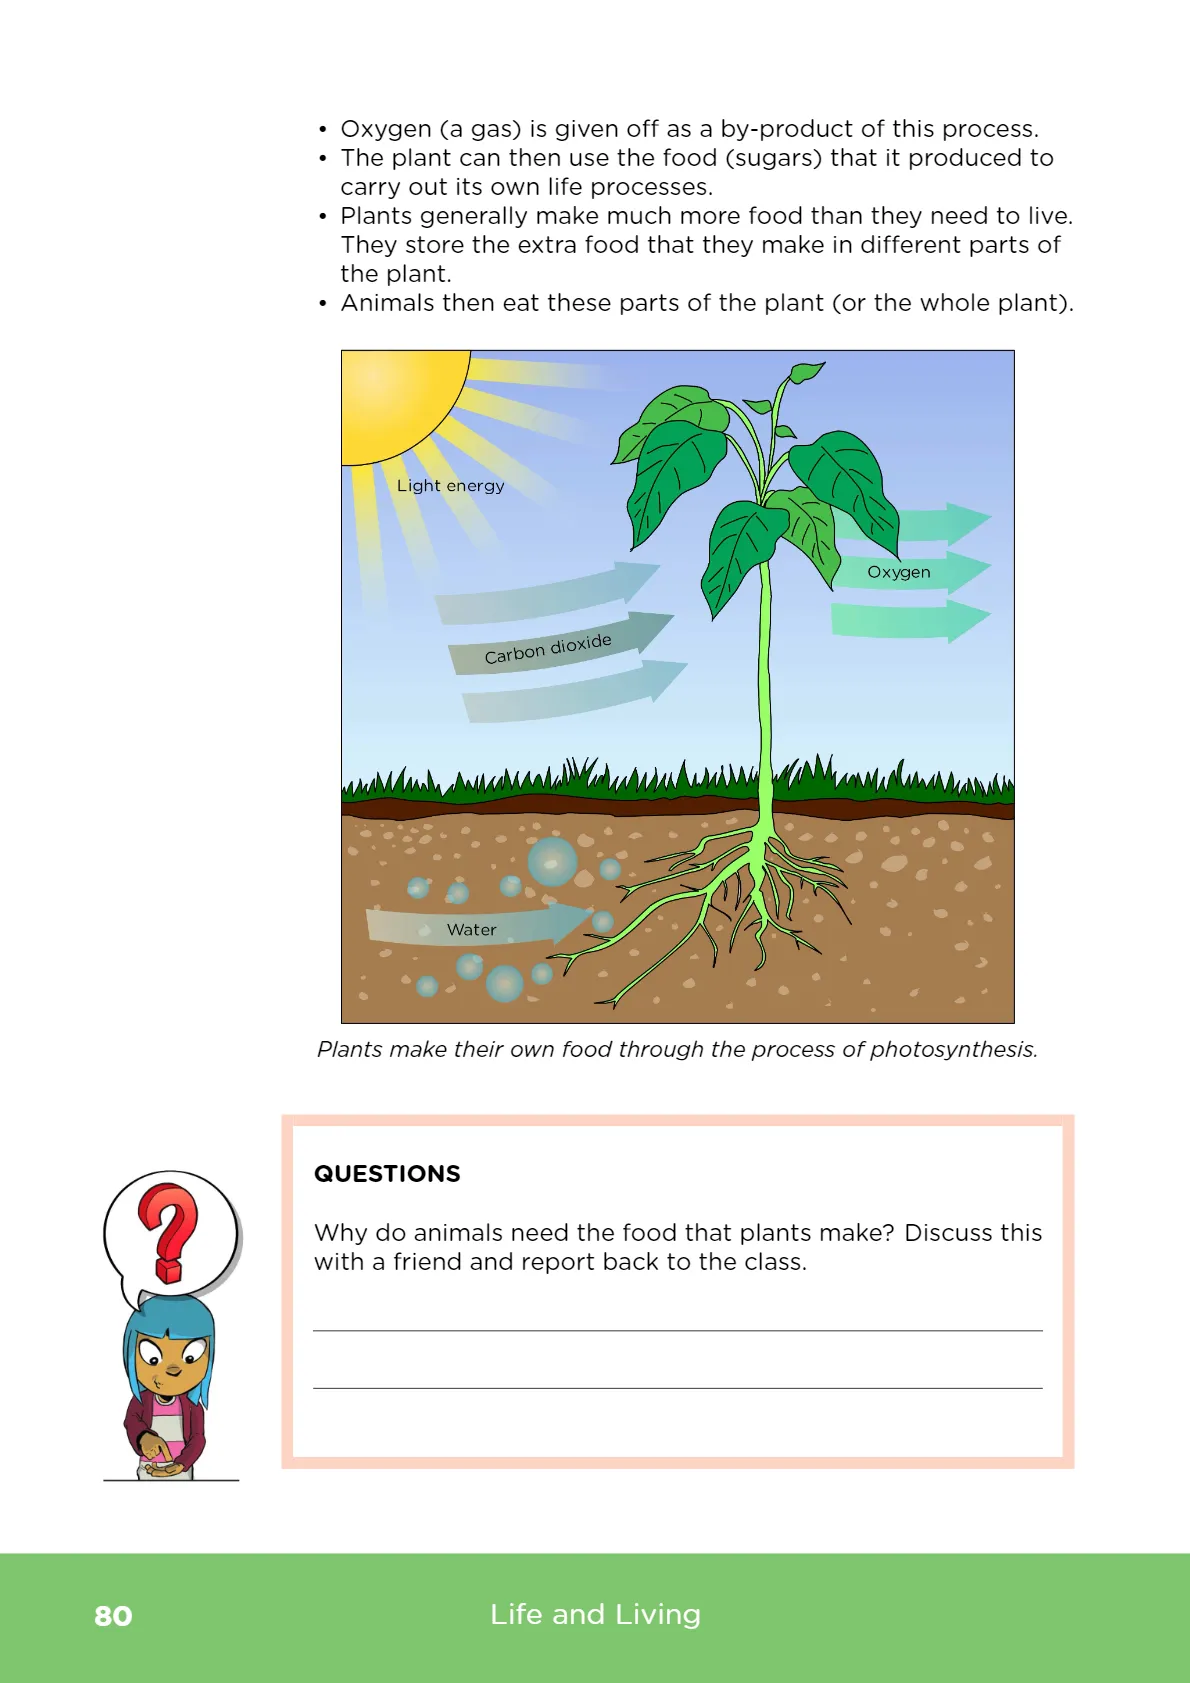 • Oxygen (a gas) is given off as a by-product of this process.
• The plant can then use the food (sugars) that it produced to
carry out its own life processes.
• Plants generally make much more food than they need to live.
They store the extra food that they make in different parts of
the plant.
• Animals then eat these parts of the plant (or the whole plant).
Light energy
Oxygen
Carbon dioxide
Water
Plants make their own food through the process of photosynthesis.
QUESTIONS
Why do animals need the food that plants make? Discuss this
with a friend and report back to the class.
?
80
Life and Living